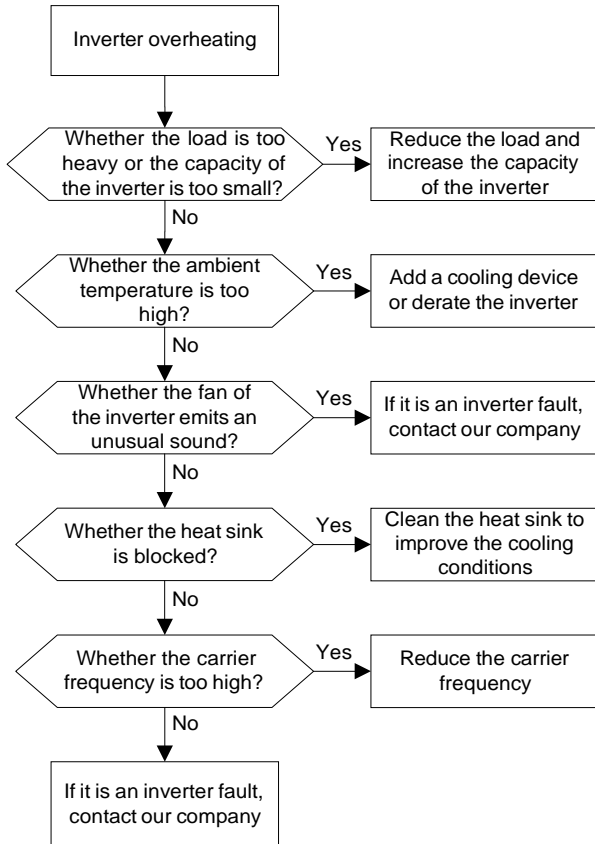 Inverter overheating
Whether the load is too
heavy or the capacity of
the inverter is too small?
Yes
Reduce the load and
increase the capacity
of the inverter
No
Whether the ambient
temperature is too
high?
Yes
Add a cooling device
or derate the inverter
No
Whether the fan of
the inverter emits an
unusual sound?
Yes
If it is an inverter fault,
contact our company
No
Whether the heat sink
is blocked?
Yes
Clean the heat sink to
improve the cooling
conditions
No
Whether the carrier
frequency is too high?
Yes
Reduce the carrier
frequency
No
If it is an inverter fault,
contact our company